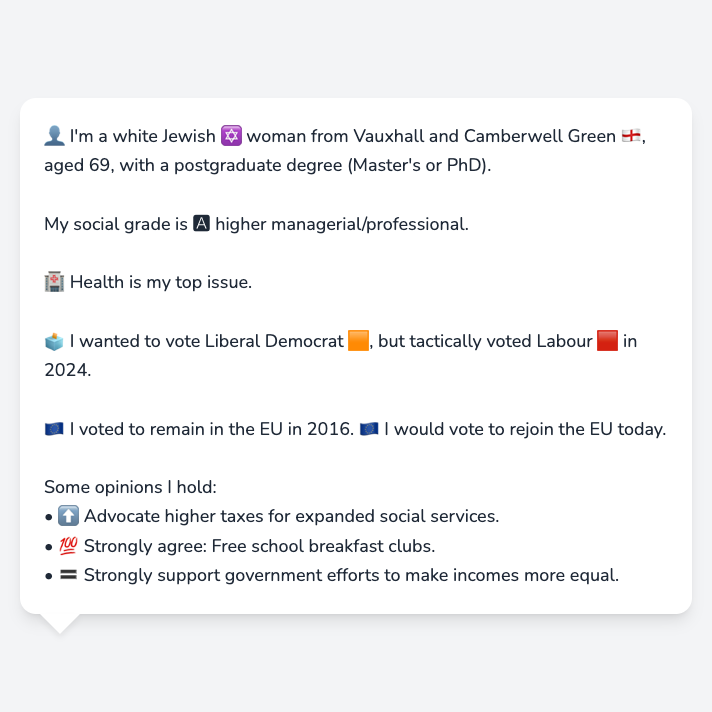 👤 I'm a white Jewish 🔯 woman from Vauxhall and Camberwell Green 🏴󠁧󠁢󠁥󠁮󠁧󠁿,
aged 69, with a postgraduate degree (Master's or PhD).
My social grade is 🅰 higher managerial/professional.
🏥 Health is my top issue.
🗳️ I wanted to vote Liberal Democrat 🟧, but tactically voted Labour 🟥 in
2024.
🇪🇺 I voted to remain in the EU in 2016. 🇪🇺 I would vote to rejoin the EU today.
Some opinions I hold:
• ⬆️ Advocate higher taxes for expanded social services.
• 💯 Strongly agree: Free school breakfast clubs.
• 🟰 Strongly support government efforts to make incomes more equal.